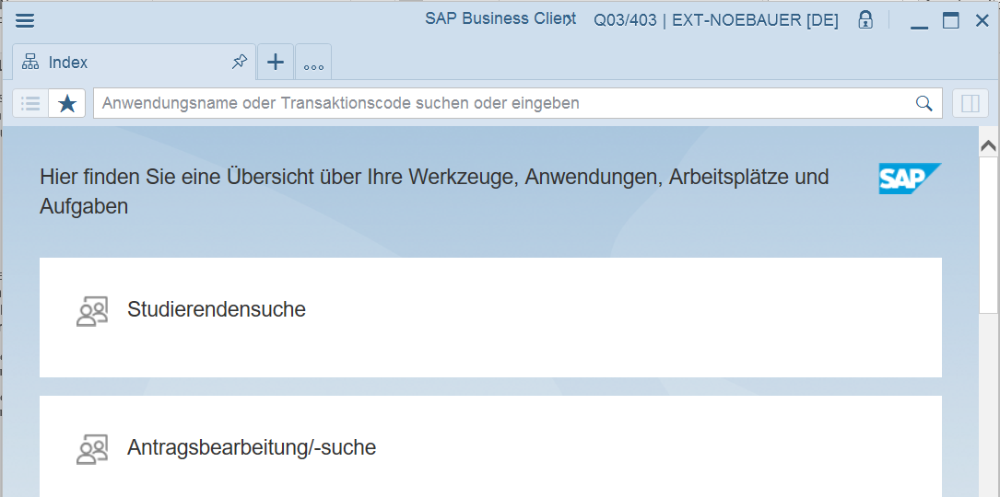 SAP Business Client Q03/403 | EXT-NOEBAUER [DE]
Index
Anwendungsname oder Transaktionscode suchen oder eingeben
Hier finden Sie eine Übersicht über Ihre Werkzeuge, Anwendungen, Arbeitsplätze und
Aufgaben
SAP
Studierendensuche
Antragsbearbeitung/-suche